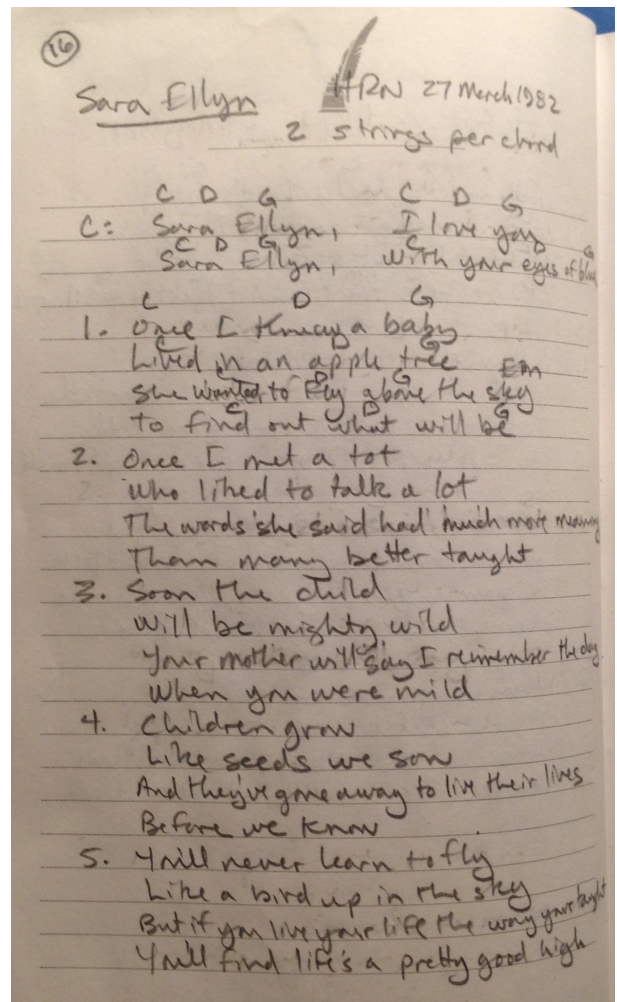 16
Sara Ellyn HRN 27 March 1982
2 strings per chord
C D G C D G
C: Sara Ellyn, I love you
C D G C D G
Sara Ellyn, with your eyes of blue
C D G
1. Once I knew a baby
C D G
Lived in an apple tree
C D G Em
She wanted to fly above the sky
C D G
to find out what will be
2. Once I met a tot
who liked to talk a lot
The words she said had much more meaning
Than many better taught
3. Soon the child
will be mighty wild
your mother will say I remember the day
when you were mild
4. Children grow
Like seeds we sow
And they've gone away to live their lives
Before we know
5. You'll never learn to fly
Like a bird up in the sky
But if you live your life the way your taught
You'll find life's a pretty good high